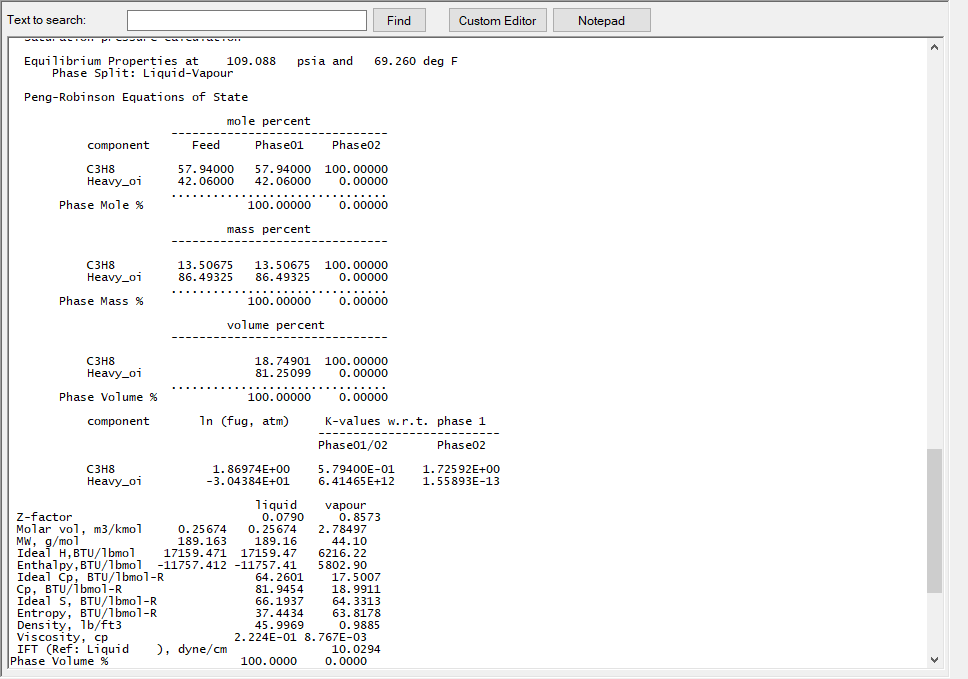 Text to search: Find Custom Editor Notepad
Saturation pressure calculation
Equilibrium Properties at 109.088 psia and 69.260 deg F
Phase Split: Liquid-Vapour
Peng-Robinson Equations of State
mole percent
-------------------------------
component Feed Phase01 Phase02
C3H8 57.94000 57.94000 100.00000
Heavy_oi 42.06000 42.06000 0.00000
...............................
Phase Mole % 100.00000 0.00000
mass percent
-------------------------------
C3H8 13.50675 13.50675 100.00000
Heavy_oi 86.49325 86.49325 0.00000
...............................
Phase Mass % 100.00000 0.00000
volume percent
-------------------------------
C3H8 18.74901 100.00000
Heavy_oi 81.25099 0.00000
...............................
Phase Volume % 100.00000 0.00000
component ln (fug, atm) K-values w.r.t. phase 1
--------------------------
Phase01/02 Phase02
C3H8 1.86974E+00 5.79400E-01 1.72592E+00
Heavy_oi -3.04384E+01 6.41465E+12 1.55893E-13
liquid vapour
Z-factor 0.0790 0.8573
Molar vol, m3/kmol 0.25674 0.25674 2.78497
MW, g/mol 189.163 189.16 44.10
Ideal H,BTU/lbmol 17159.471 17159.47 6216.22
Enthalpy,BTU/lbmol -11757.412 -11757.41 5802.90
Ideal Cp, BTU/lbmol-R 64.2601 17.5007
Cp, BTU/lbmol-R 81.9454 18.9911
Ideal S, BTU/lbmol-R 66.1937 64.3313
Entropy, BTU/lbmol-R 37.4434 63.8178
Density, lb/ft3 45.9969 0.9885
Viscosity, cp 2.224E-01 8.767E-03
IFT (Ref: Liquid ), dyne/cm 10.0294
Phase Volume % 100.0000 0.0000